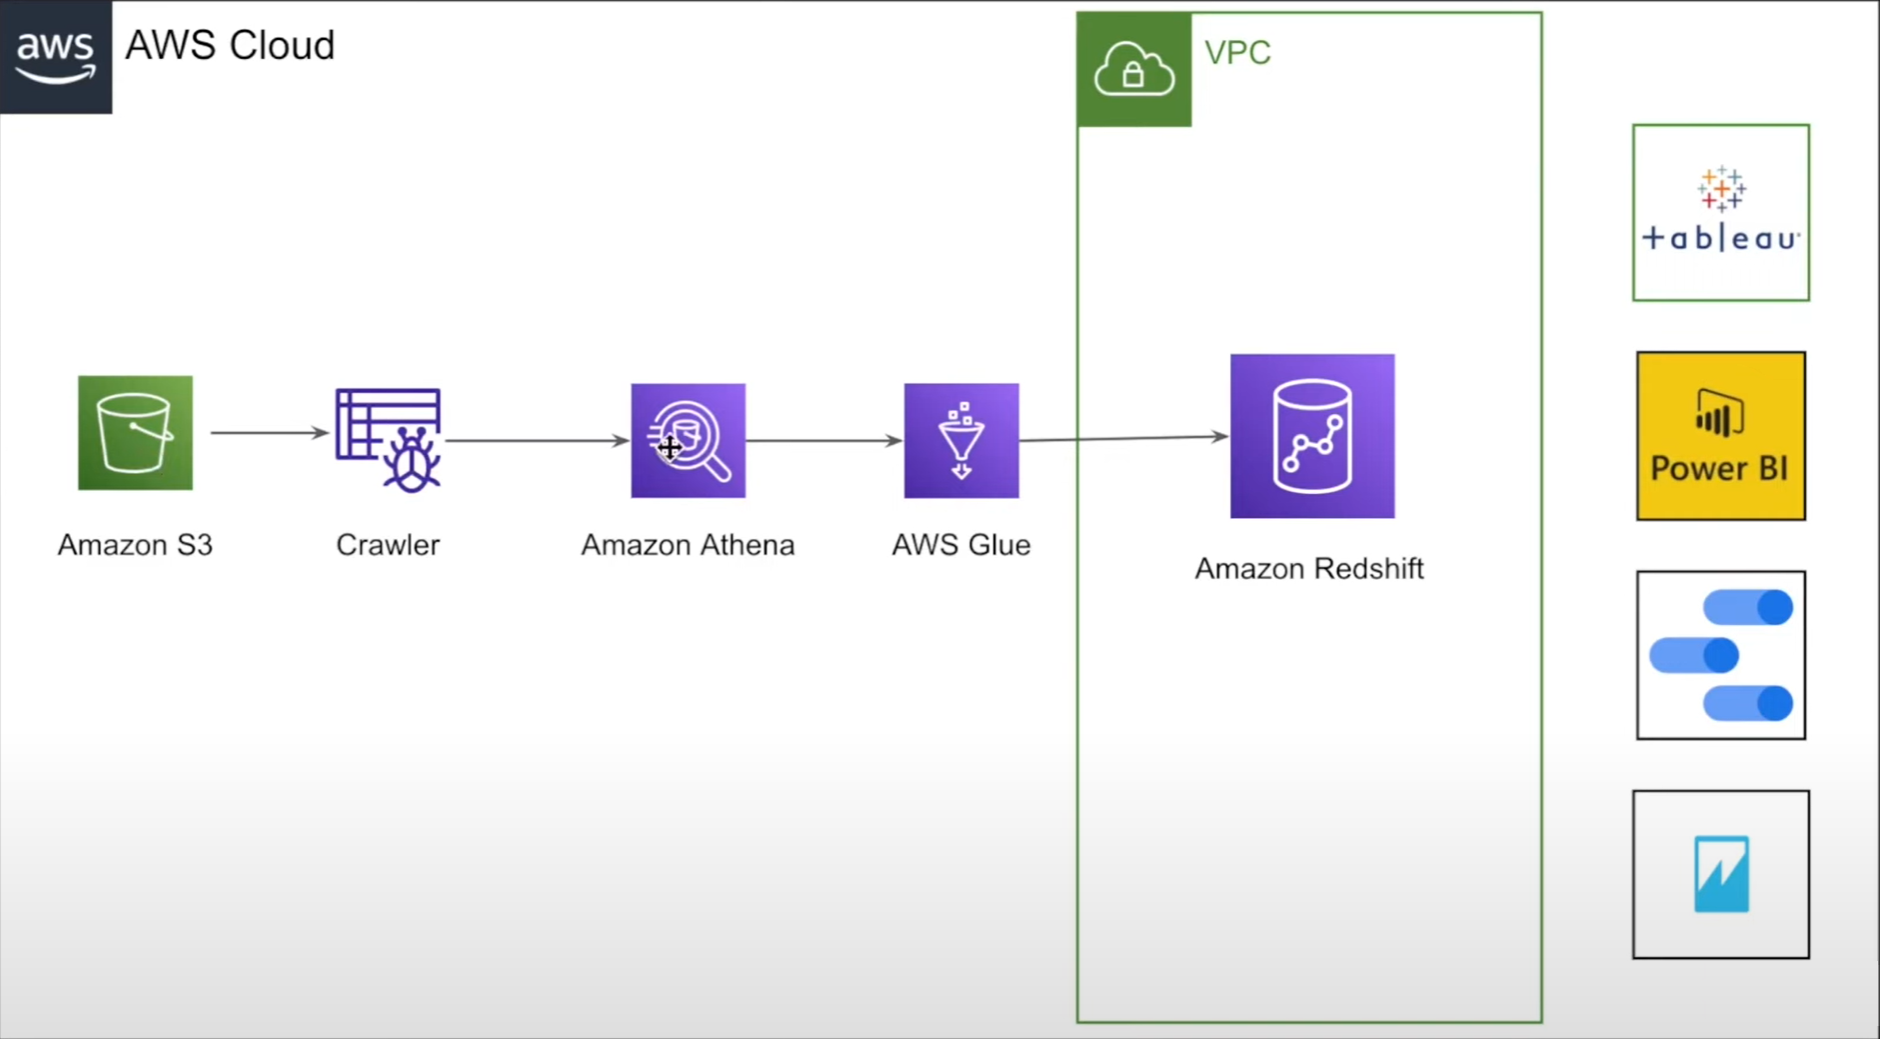 aws
AWS Cloud
VPC
+ableau
Power BI
Amazon S3
Crawler
Amazon Athena
AWS Glue
Amazon Redshift